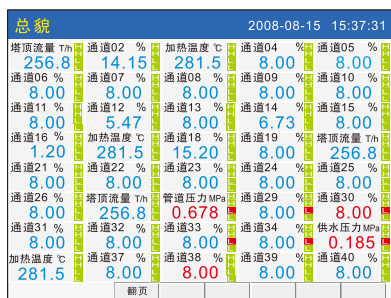 总貌 2008-08-15 15:37:31
塔顶流量 T/h 通道02 % 加热温度 ℃ 通道04 % 通道05 %
256.8 14.15 281.5 8.00 8.00
通道06 % 通道07 % 通道08 % 通道09 % 通道10 %
8.00 8.00 8.00 8.00 8.00
通道11 % 通道12 % 通道13 % 通道14 % 通道15 %
8.00 5.47 8.00 6.73 8.00
通道16 % 加热温度 ℃ 通道18 % 通道19 % 塔顶流量 T/h
1.20 281.5 15.20 8.00 256.8
通道21 % 通道22 % 通道23 % 通道24 % 通道25 %
8.00 8.00 8.00 8.00 8.00
通道26 % 塔顶流量 T/h 管道压力 MPa 通道29 % 通道30 %
8.00 256.8 0.678 8.00 8.00
通道31 % 通道32 % 通道33 % 通道34 % 供水压力 MPa
8.00 8.00 8.00 8.00 0.185
加热温度 ℃ 通道37 % 通道38 % 通道39 % 通道40 %
281.5 8.00 8.00 8.00 8.00
翻页